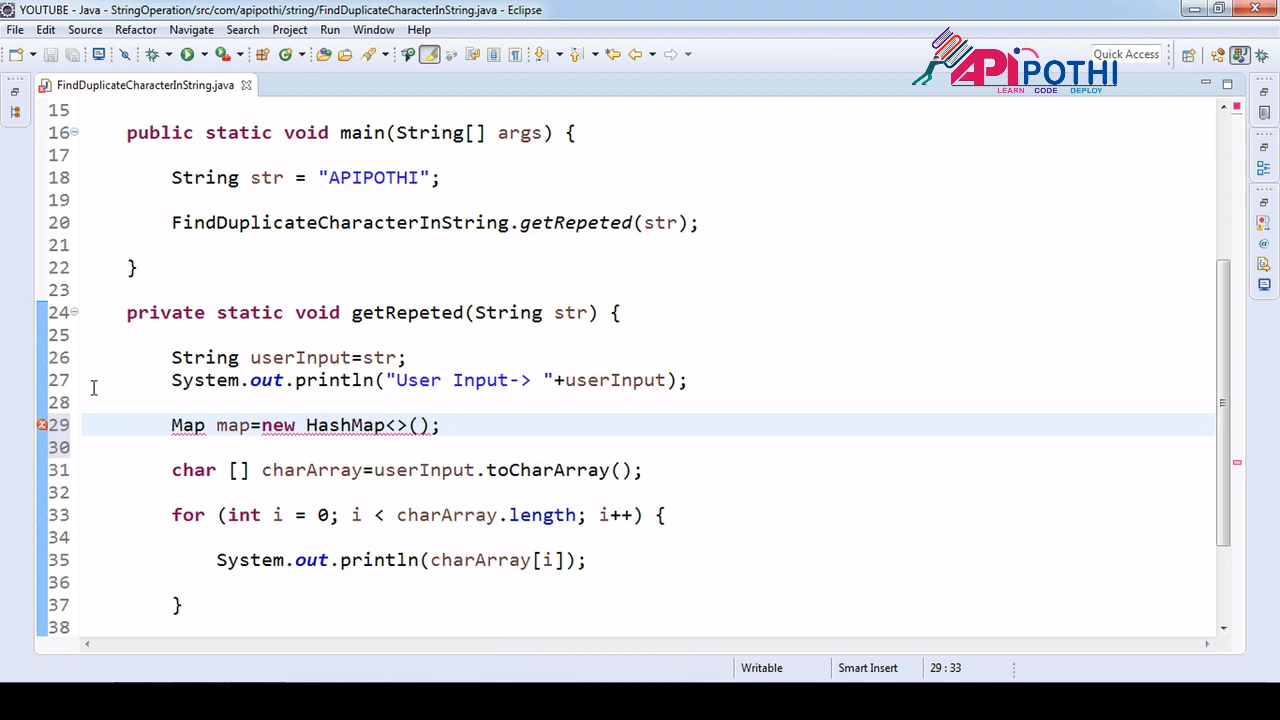 YOUTUBE - Java - StringOperation/src/com/apipothi/string/FindDuplicateCharacterInString.java - Eclipse
File Edit Source Refactor Navigate Search Project Run Window Help
Quick Access
APIPOTHI
LEARN CODE DEPLOY
FindDuplicateCharacterInString.java
15
16 public static void main(String[] args) {
17
18 String str = "APIPOTHI";
19
20 FindDuplicateCharacterInString.getRepeted(str);
21
22 }
23
24 private static void getRepeted(String str) {
25
26 String userInput=str;
27 System.out.println("User Input-> "+userInput);
28
29 Map map=new HashMap<>();
30
31 char [] charArray=userInput.toCharArray();
32
33 for (int i = 0; i < charArray.length; i++) {
34
35 System.out.println(charArray[i]);
36
37 }
38
Writable Smart Insert 29 : 33